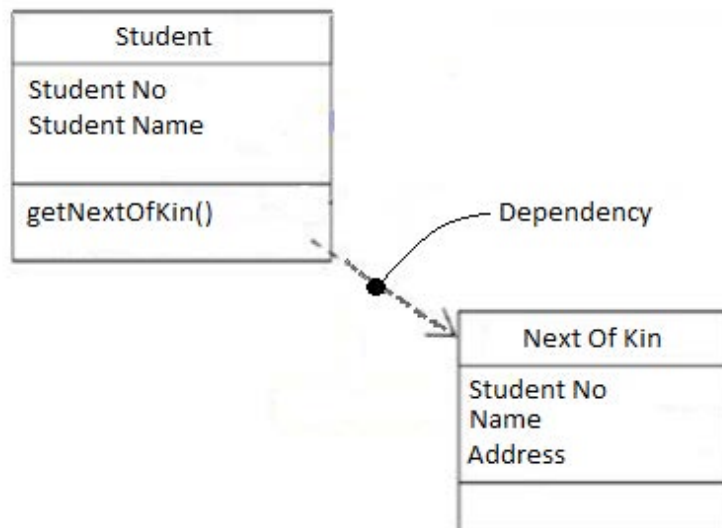 Student
Student No
Student Name
getNextOfKin()
Dependency
Next Of Kin
Student No
Name
Address